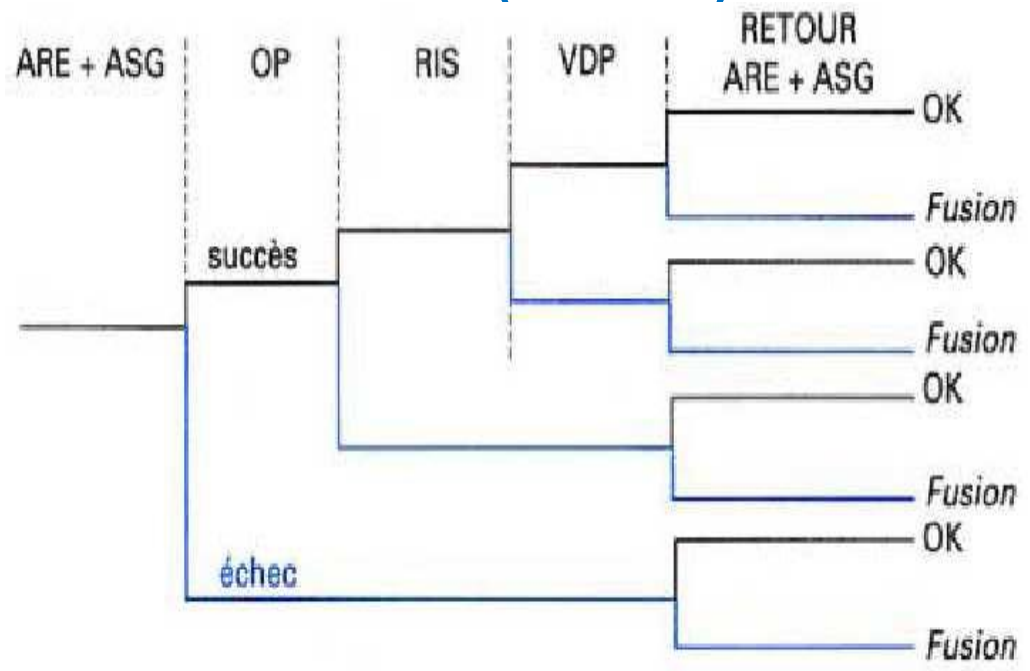 ARE + ASG
OP
RIS
VDP
RETOUR
ARE + ASG
OK
Fusion
succès
OK
Fusion
OK
Fusion
OK
échec
Fusion